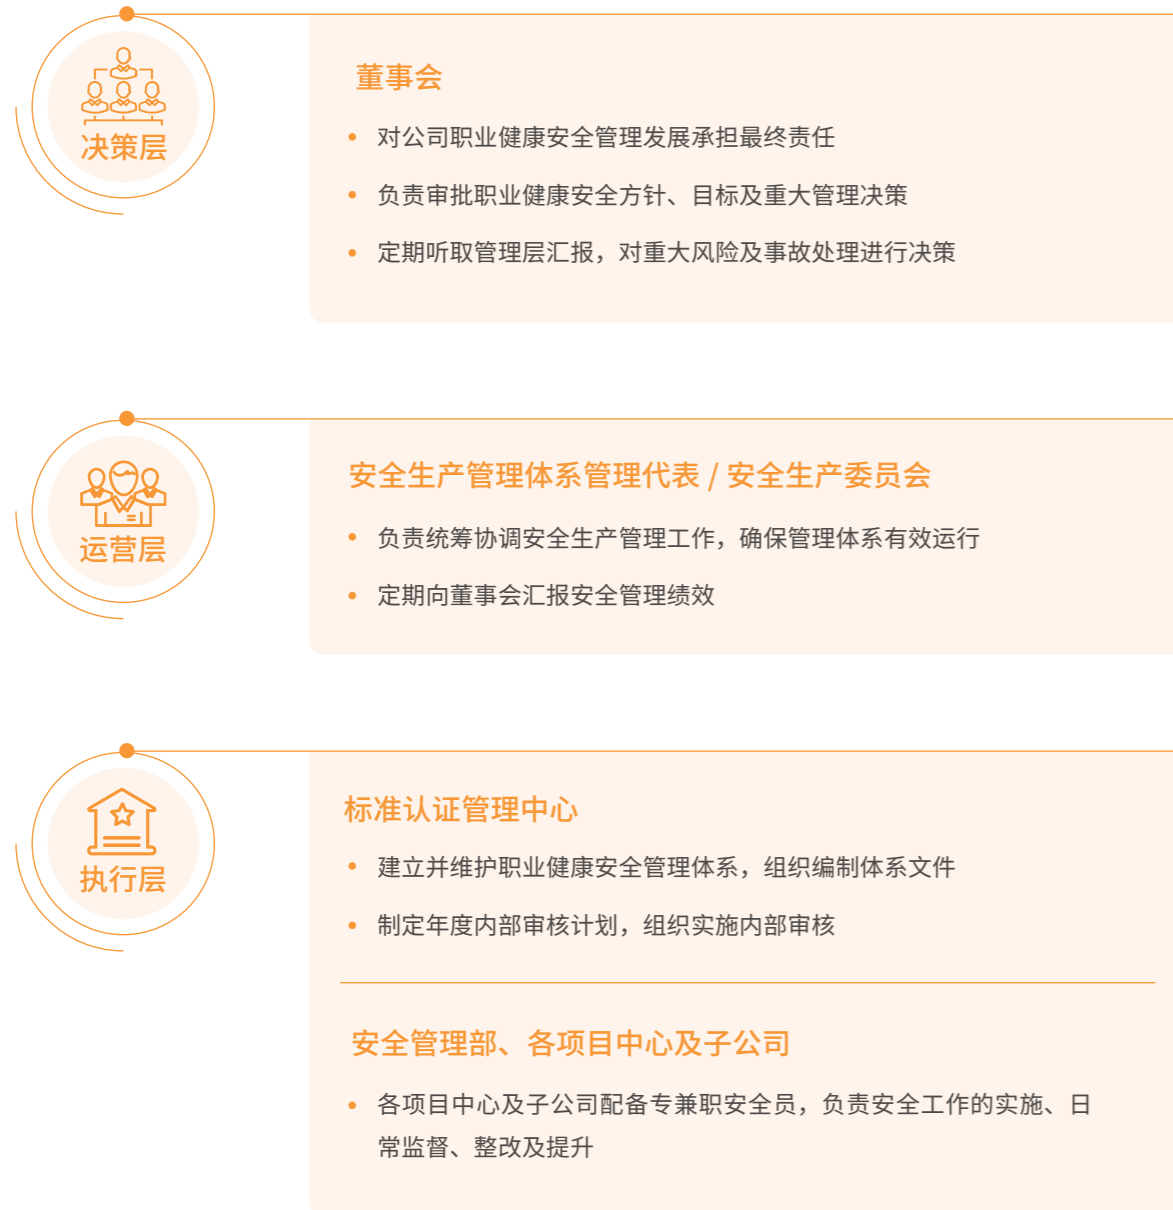 决策层
董事会
对公司职业健康安全管理发展承担最终责任
负责审批职业健康安全方针、目标及重大管理决策
定期听取管理层汇报，对重大风险及事故处理进行决策
运营层
安全生产管理体系管理代表 / 安全生产委员会
负责统筹协调安全生产管理工作，确保管理体系有效运行
定期向董事会汇报安全管理绩效
执行层
标准认证管理中心
建立并维护职业健康安全管理体系，组织编制体系文件
制定年度内部审核计划，组织实施内部审核
安全管理部、各项目中心及子公司
各项目中心及子公司配备专兼职安全员，负责安全工作的实施、日
常监督、整改及提升